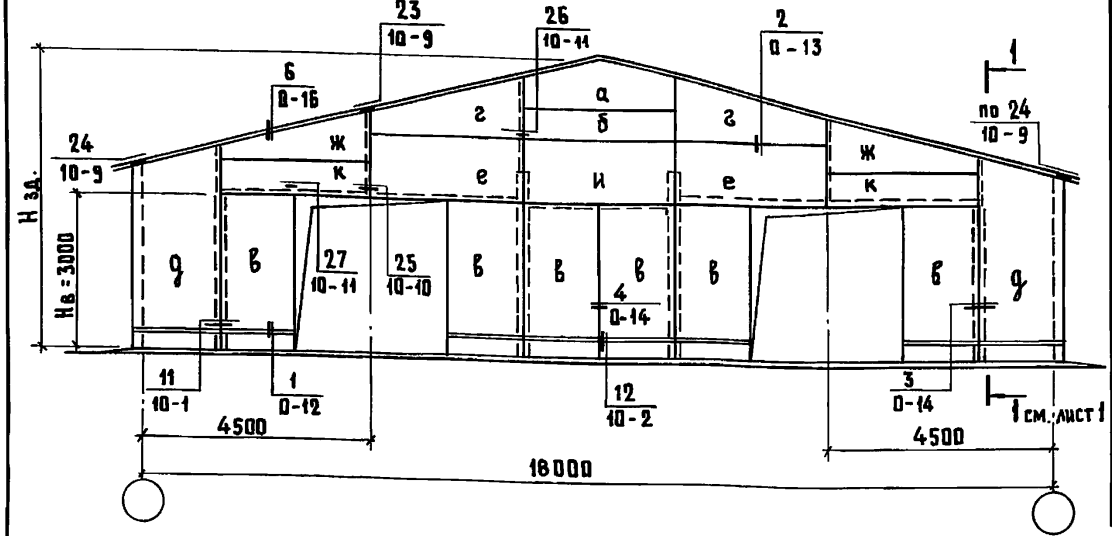 23
10-9
26
10-11
2
0-13
6
0-16
1
по 24
10-9
24
10-9
а
б
г
г
ж
ж
к
к
е
и
е
Н зд.
Нв = 3000
д
в
в
в
в
в
в
д
27
10-11
25
10-10
4
0-14
11
10-1
1
0-12
12
10-2
3
0-14
1 см. лист 1
4500
4500
18000